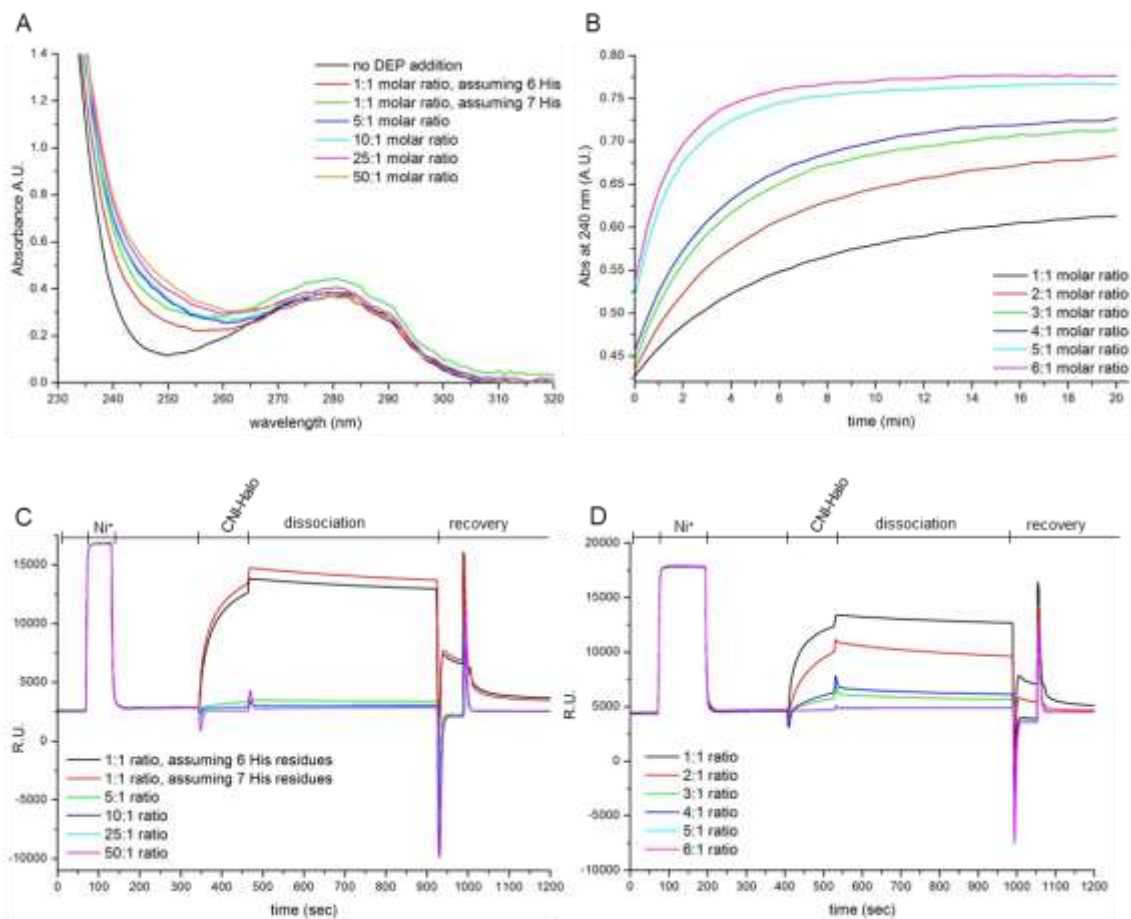 A
1.4
1.2
1.0
0.8
0.6
0.4
0.2
0.0
Absorbance A.U.
no DEP addition
1:1 molar ratio, assuming 6 His
1:1 molar ratio, assuming 7 His
5:1 molar ratio
10:1 molar ratio
25:1 molar ratio
50:1 molar ratio
230 240 250 260 270 280 290 300 310 320
wavelength (nm)
B
0.80
0.75
0.70
0.65
0.60
0.55
0.50
0.45
Abs at 240 nm (A.U.)
1:1 molar ratio
2:1 molar ratio
3:1 molar ratio
4:1 molar ratio
5:1 molar ratio
6:1 molar ratio
0 2 4 6 8 10 12 14 16 18 20
time (min)
C
Ni⁺
CNI-Halo
dissociation
recovery
15000
10000
5000
0
-5000
-10000
R.U.
1:1 ratio, assuming 6 His residues
1:1 ratio, assuming 7 His residues
5:1 ratio
10:1 ratio
25:1 ratio
50:1 ratio
0 100 200 300 400 500 600 700 800 900 1000 1200
time (sec)
D
Ni⁺
CNI-Halo
dissociation
recovery
20000
15000
10000
5000
0
-5000
-10000
R.U.
1:1 ratio
2:1 ratio
3:1 ratio
4:1 ratio
5:1 ratio
6:1 ratio
0 100 200 300 400 500 600 700 800 900 1000 1100 1200
time (sec)